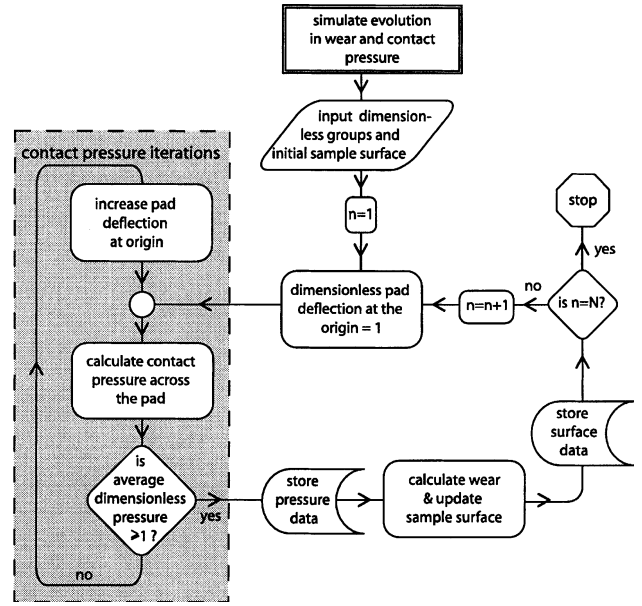 simulate evolution
in wear and contact
pressure
input dimension-
less groups and
initial sample surface
n=1
contact pressure iterations
increase pad
deflection
at origin
stop
yes
no
is n=N?
n=n+1
dimensionless pad
deflection at the
origin = 1
calculate contact
pressure across
the pad
store
surface
data
is
average
dimensionless
pressure
⩾1 ?
yes
no
store
pressure
data
calculate wear
& update
sample surface